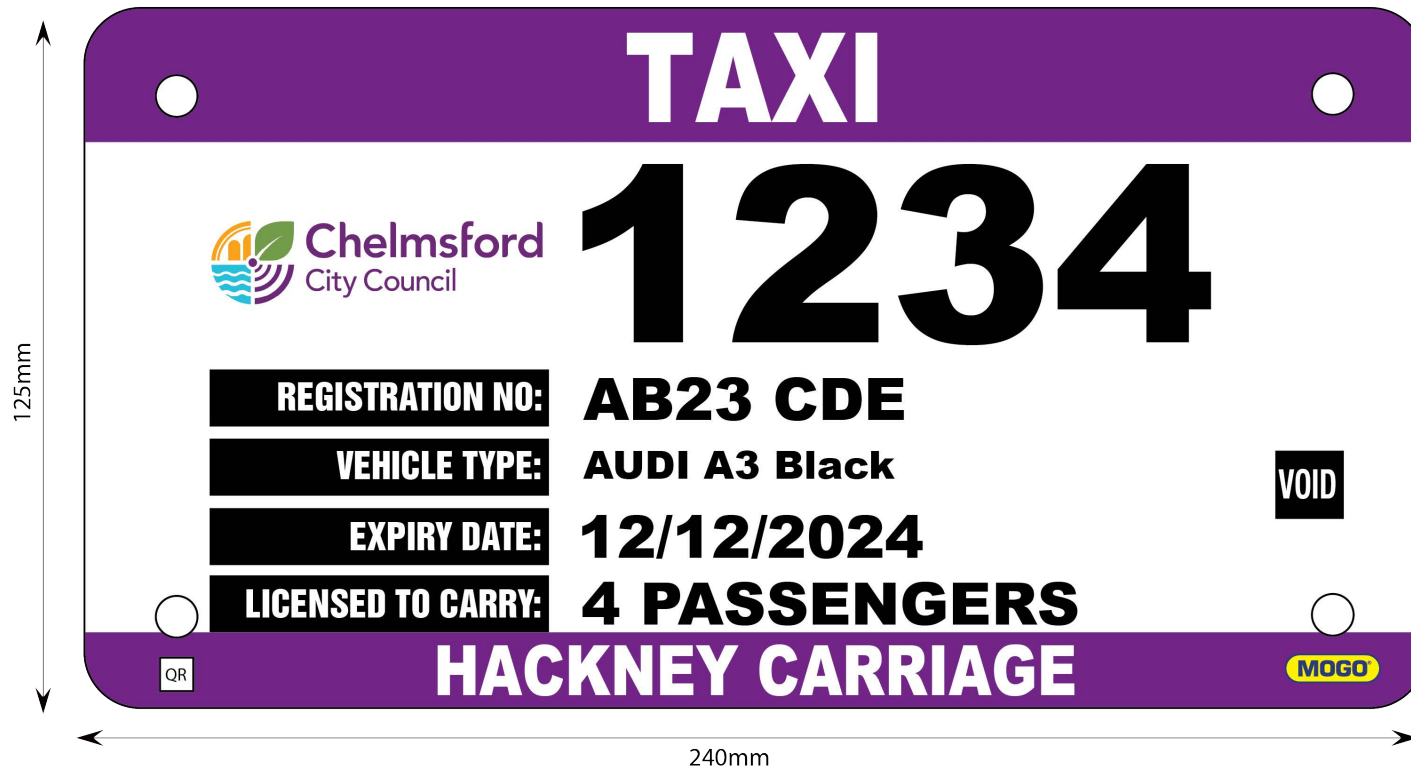 TAXI
1234
Chelmsford
City Council
125mm
REGISTRATION NO: AB23 CDE
VEHICLE TYPE: AUDI A3 Black
VOID
EXPIRY DATE: 12/12/2024
LICENSED TO CARRY: 4 PASSENGERS
QR
HACKNEY CARRIAGE
MOGO®
240mm